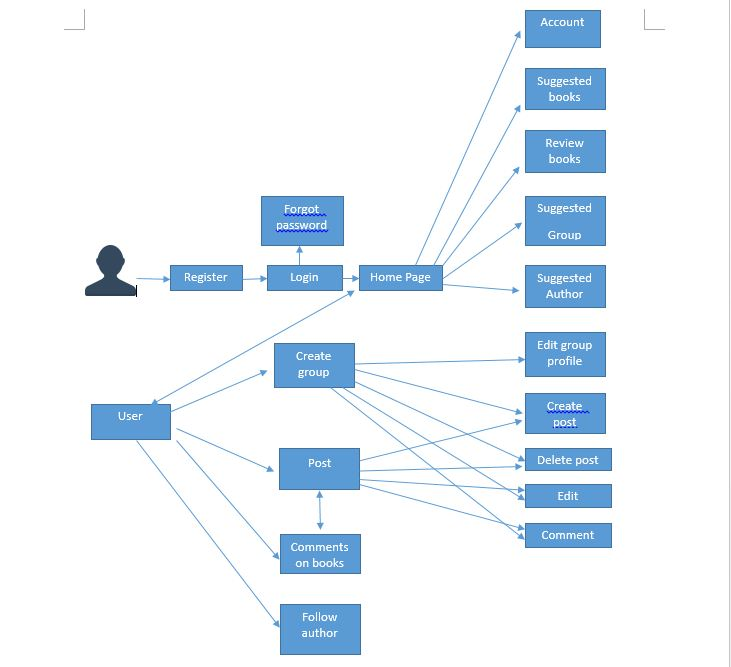 Account
Suggested
books
Review
books
Suggested
Group
Suggested
Author
Forgot
password
Register
Login
Home Page
Create
group
Edit group
profile
User
Create
post
Post
Delete post
Edit
Comment
Comments
on books
Follow
author